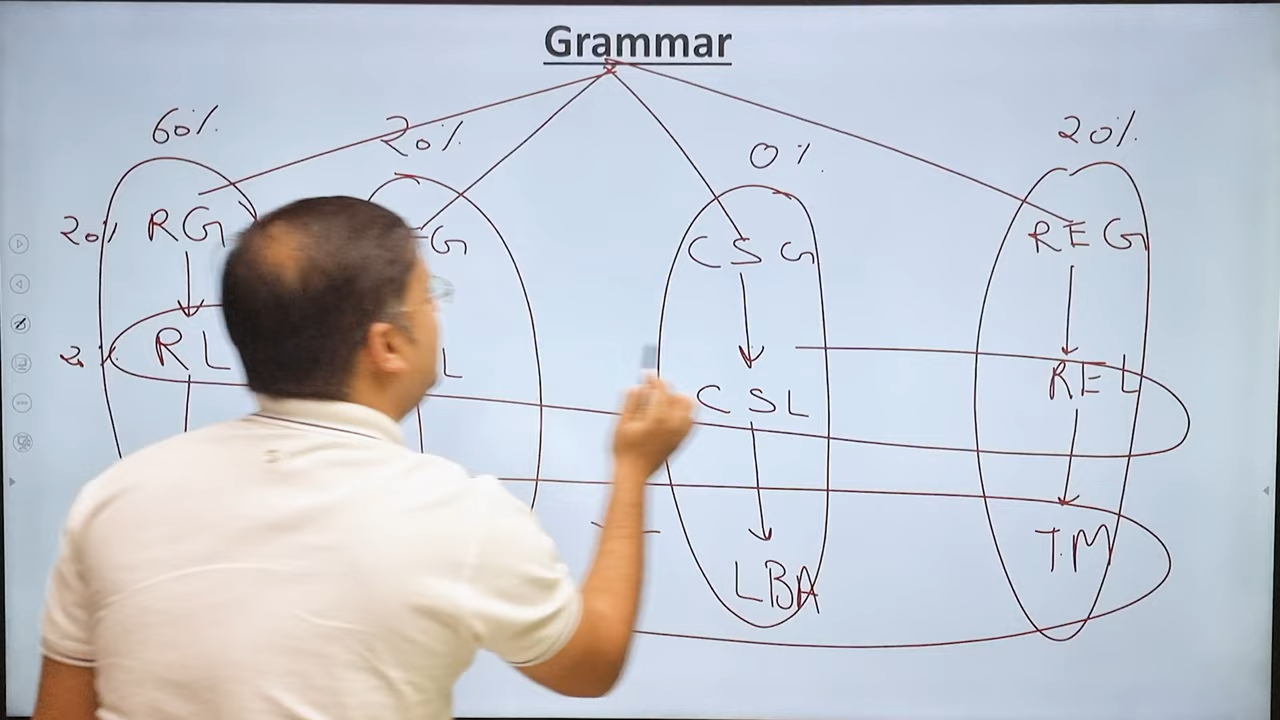 Grammar
60% 20% 0% 20%
20% RG G CSG REG
RL L CSL REL
LBA TM